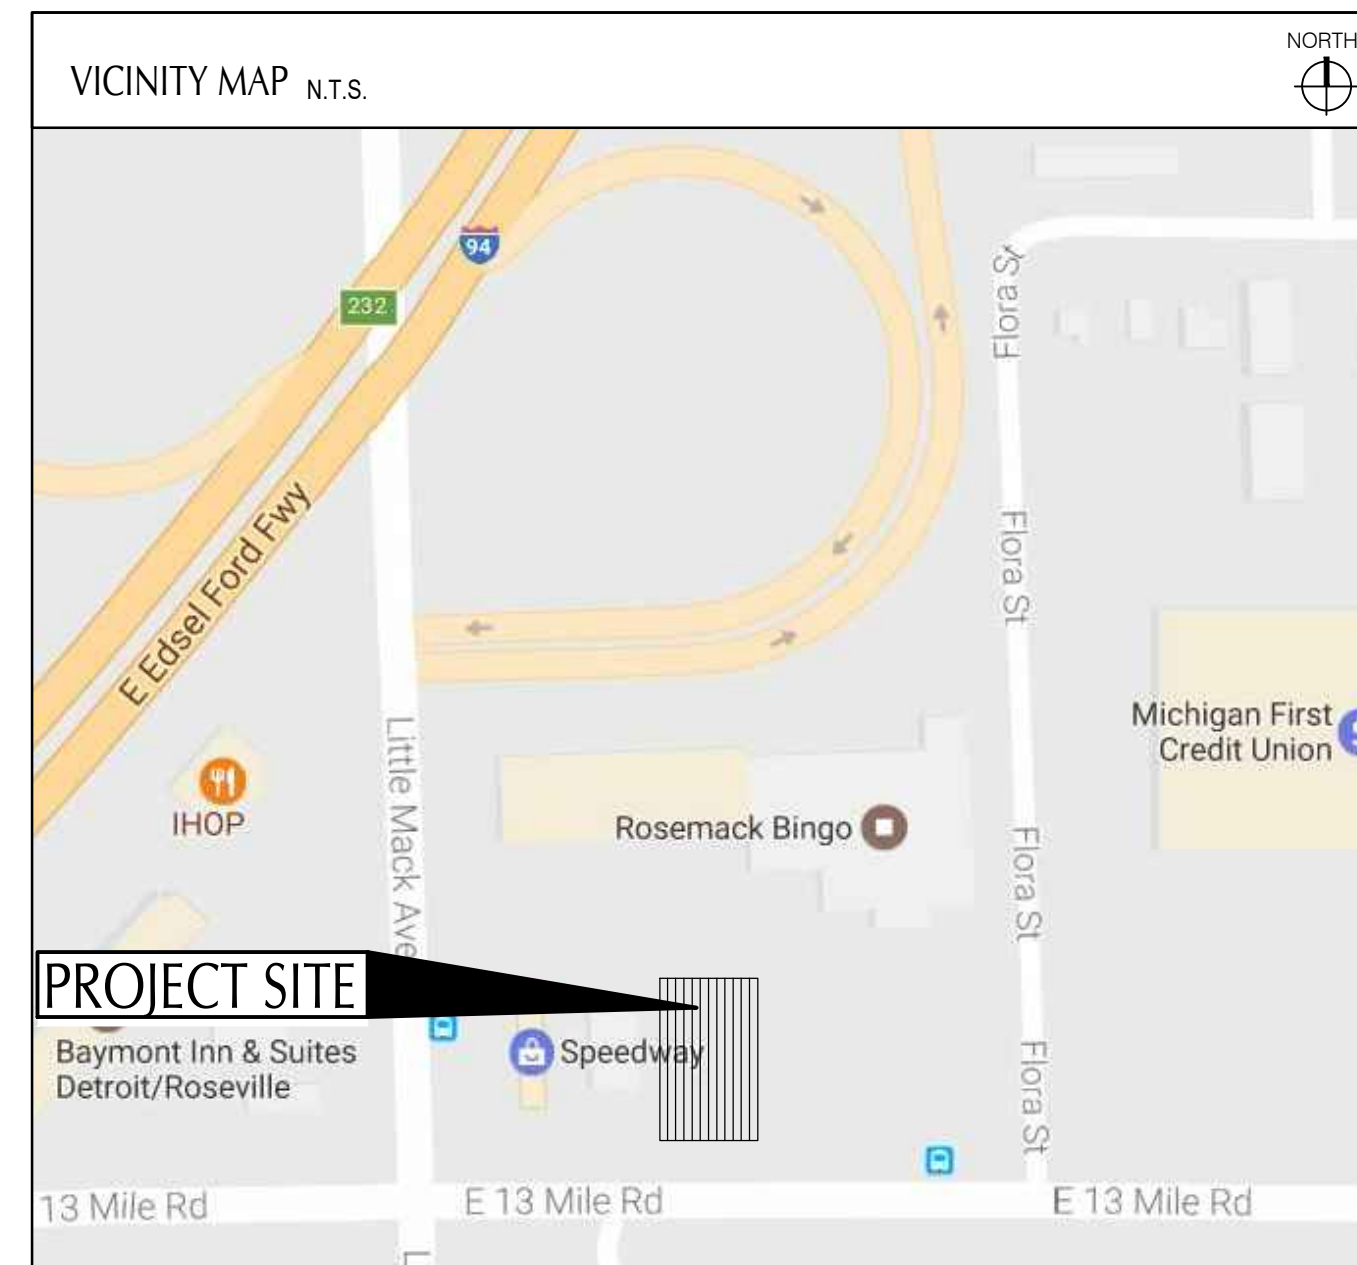 NORTH
VICINITY MAP N.T.S.
94
232
Flora St
E Edsel Ford Fwy
Flora St
Michigan First
Credit Union
Little Mack Ave
IHOP
Rosemack Bingo
Flora St
PROJECT SITE
Baymont Inn & Suites
Detroit/Roseville
Speedway
Flora St
13 Mile Rd
E 13 Mile Rd
E 13 Mile Rd
L